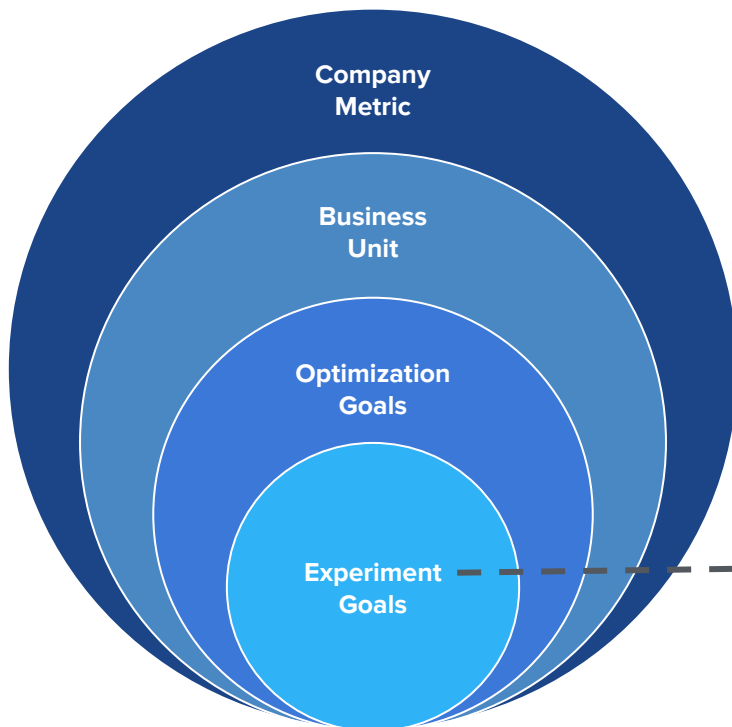 Company
Metric
Business
Unit
Optimization
Goals
Experiment
Goals